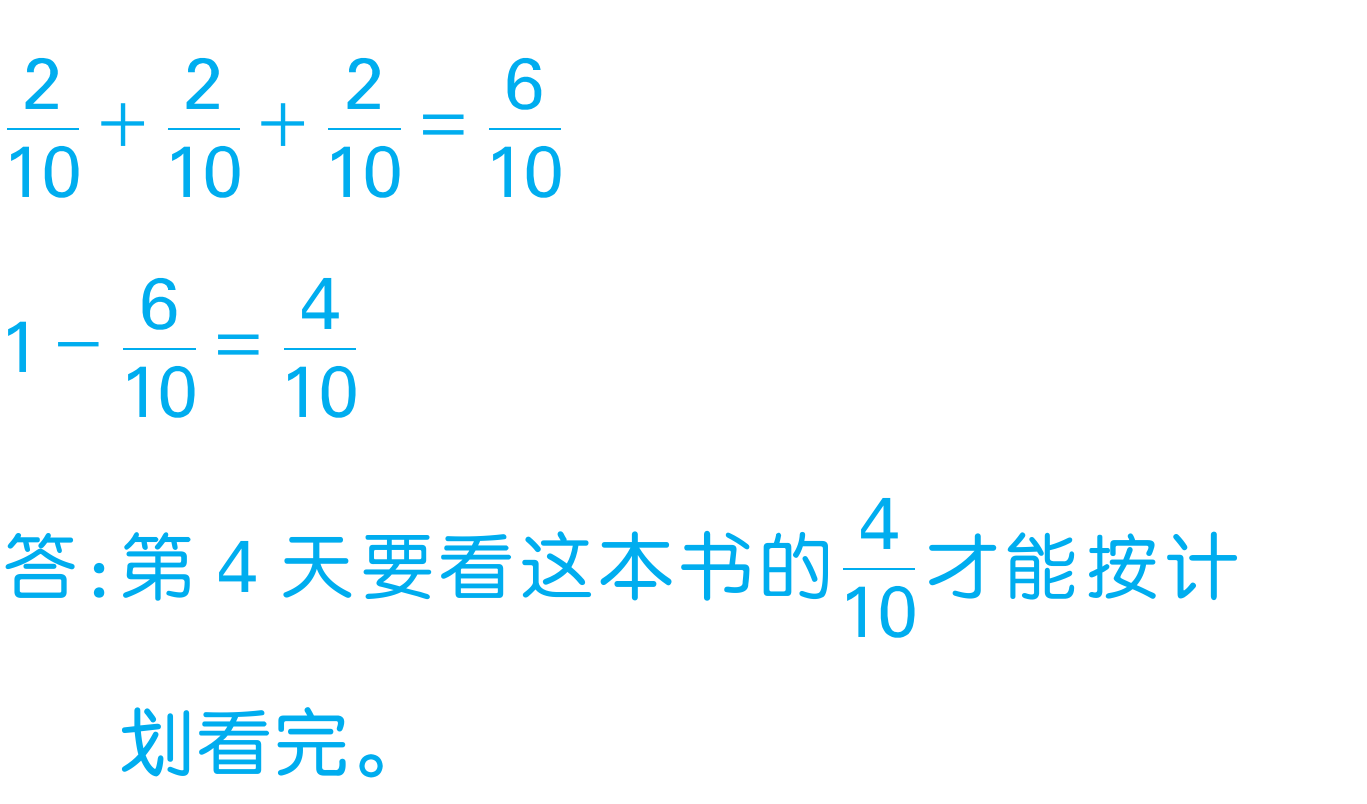 2/10 + 2/10 + 2/10 = 6/10
1 − 6/10 = 4/10
答:第 4 天要看这本书的 4/10 才能按计
划看完。